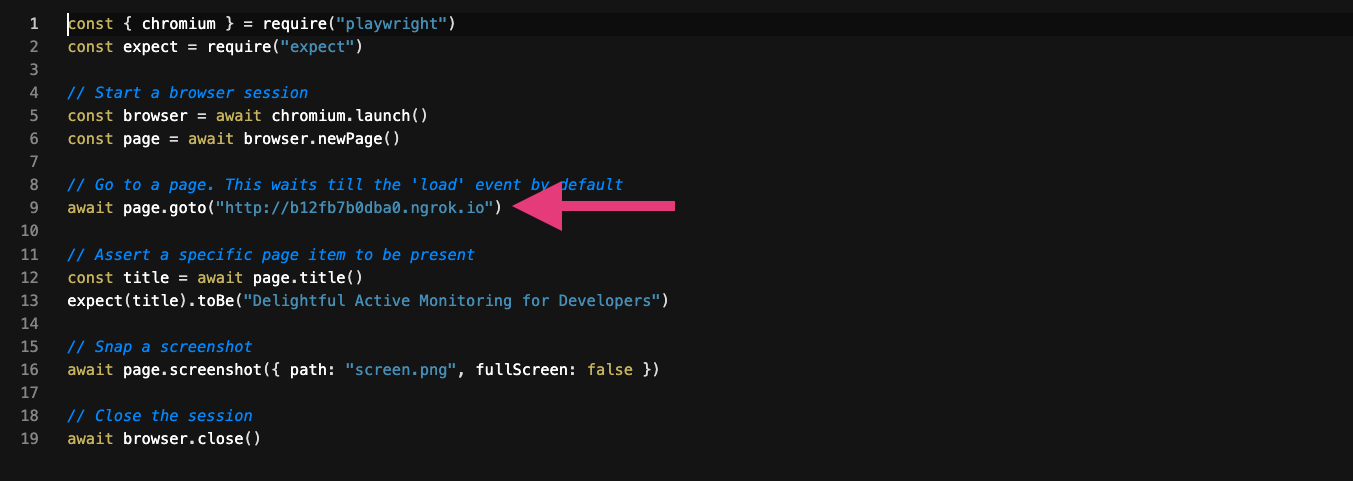 1 const { chromium } = require("playwright")
2 const expect = require("expect")
3
4 // Start a browser session
5 const browser = await chromium.launch()
6 const page = await browser.newPage()
7
8 // Go to a page. This waits till the 'load' event by default
9 await page.goto("http://b12fb7b0dba0.ngrok.io")
10
11 // Assert a specific page item to be present
12 const title = await page.title()
13 expect(title).toBe("Delightful Active Monitoring for Developers")
14
15 // Snap a screenshot
16 await page.screenshot({ path: "screen.png", fullScreen: false })
17
18 // Close the session
19 await browser.close()